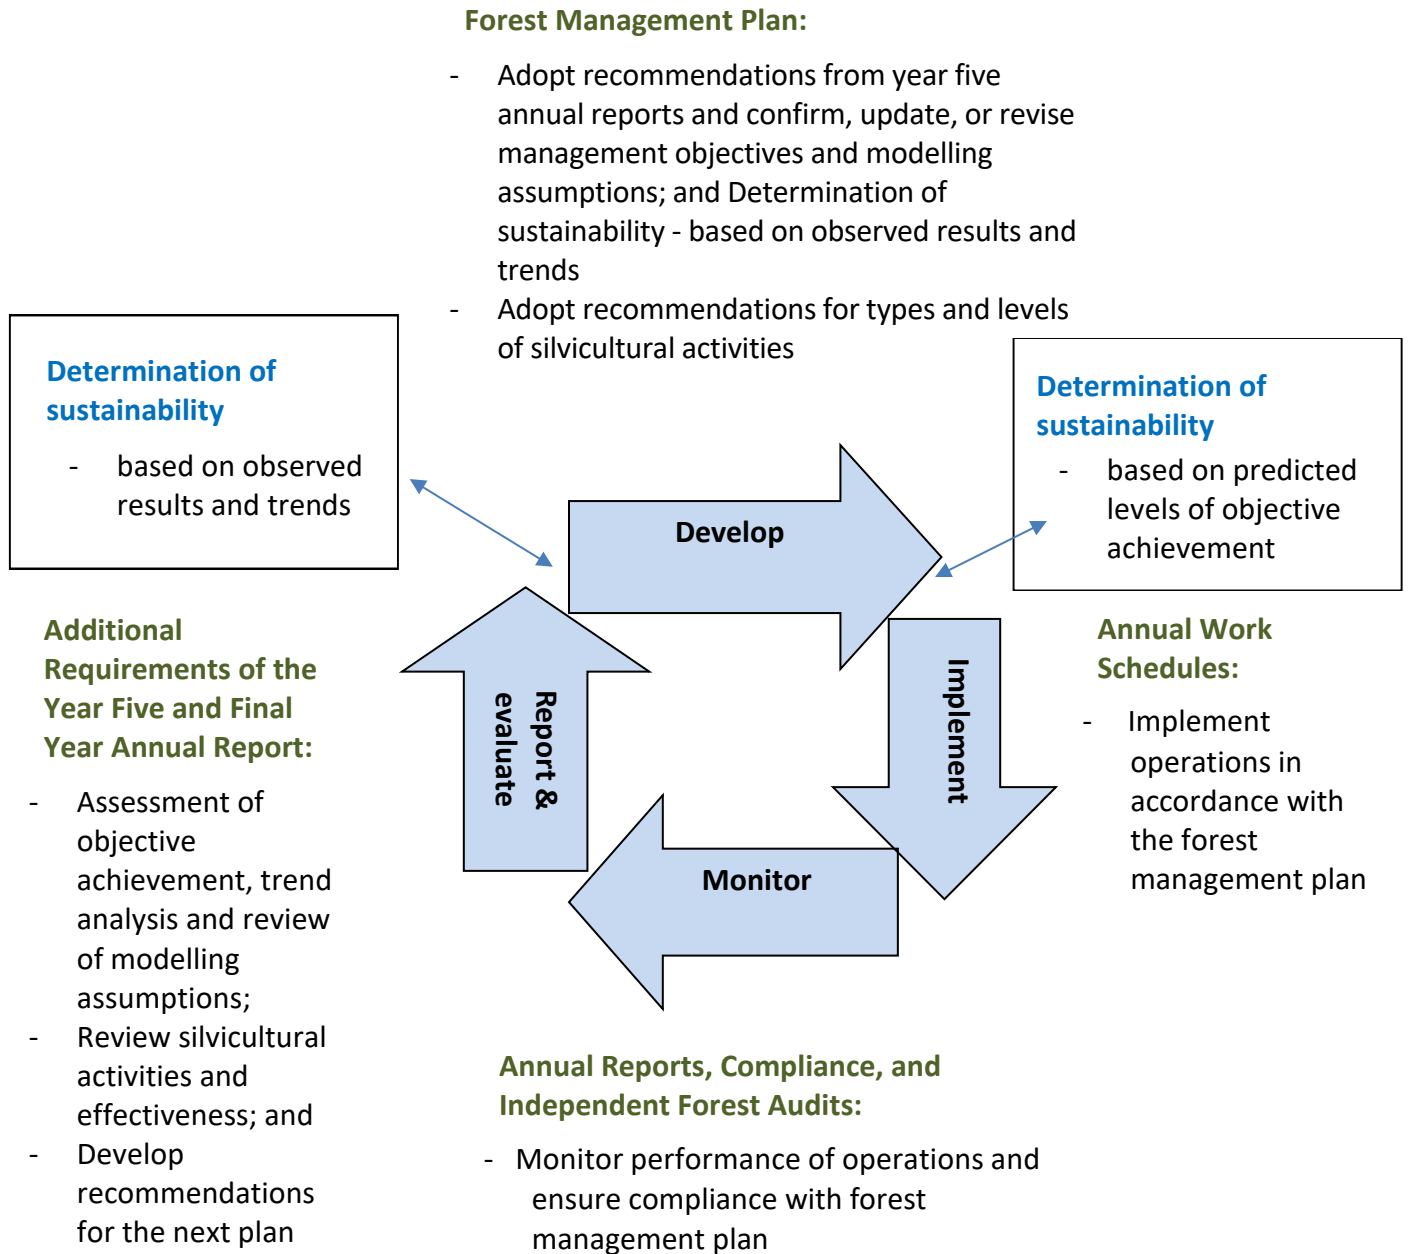 Forest Management Plan:
- Adopt recommendations from year five
annual reports and confirm, update, or revise
management objectives and modelling
assumptions; and Determination of
sustainability - based on observed results and
trends
- Adopt recommendations for types and levels
of silvicultural activities
Determination of
sustainability
- based on observed
results and trends
Determination of
sustainability
- based on predicted
levels of objective
achievement
Develop
Implement
Monitor
Report &
evaluate
Annual Work
Schedules:
- Implement
operations in
accordance with
the forest
management plan
Additional
Requirements of the
Year Five and Final
Year Annual Report:
- Assessment of
objective
achievement, trend
analysis and review
of modelling
assumptions;
- Review silvicultural
activities and
effectiveness; and
- Develop
recommendations
for the next plan
Annual Reports, Compliance, and
Independent Forest Audits:
- Monitor performance of operations and
ensure compliance with forest
management plan